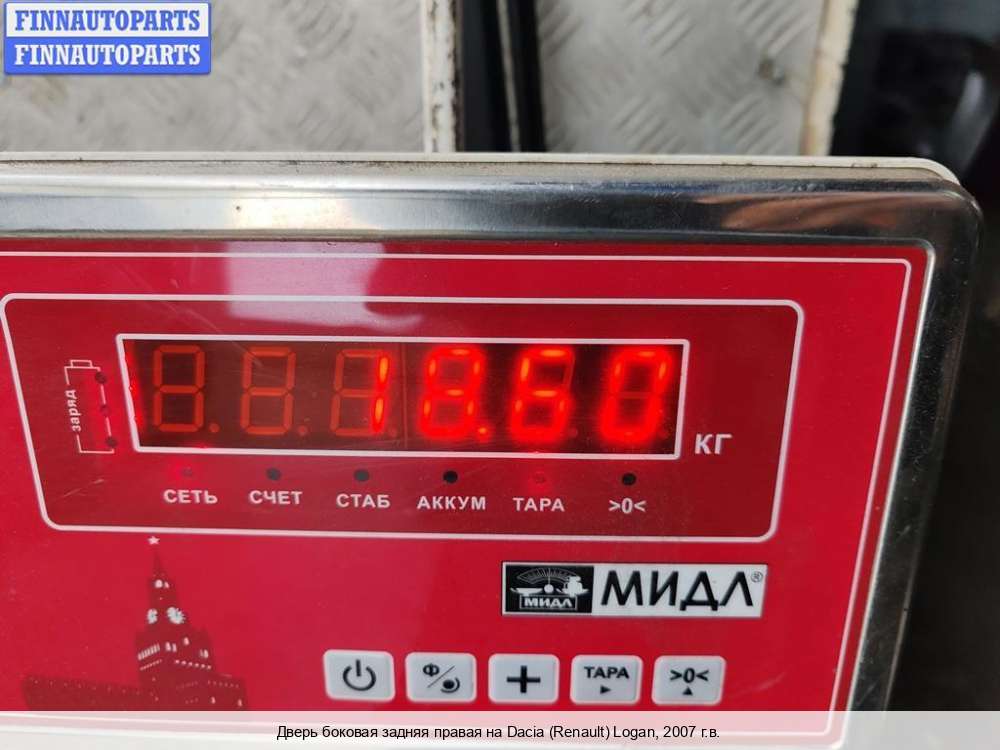 FINNAUTOPARTS
FINNAUTOPARTS
заряд
18.60
КГ
СЕТЬ СЧЕТ СТАБ АККУМ ТАРА >0<
МИДЛ
МИДЛ®
Ф
ТАРА >0<
Дверь боковая задняя правая на Dacia (Renault) Logan, 2007 г.в.